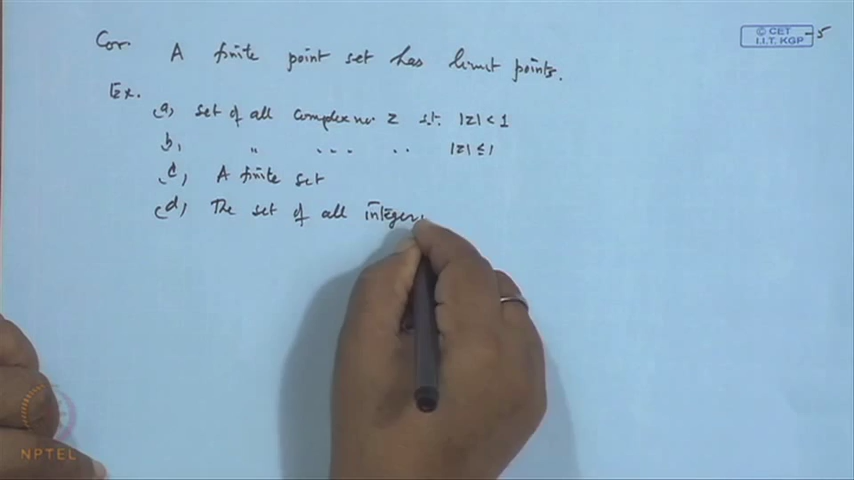 Cor. A finite point set has limit points.
© CET
I.I.T. KGP
-5
Ex.
(a) Set of all complex no. z s.t. |z| < 1
b) " ... .. |z| ≤ 1
(c) A finite set
(d) The set of all integers
NPTEL